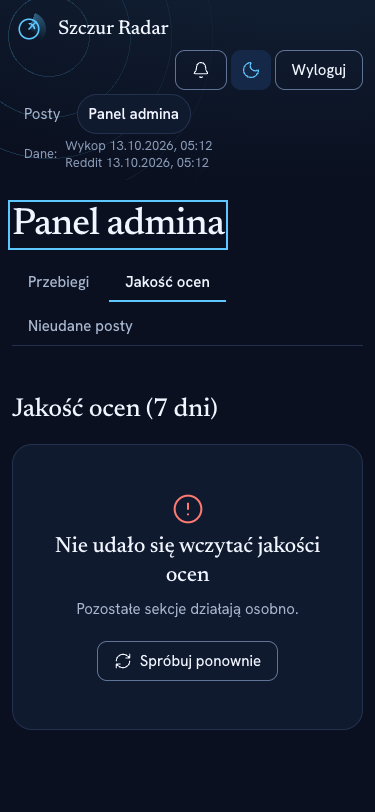 Szczur Radar
Wyloguj
Posty
Panel admina
Dane:
Wykop 13.10.2026, 05:12
Reddit 13.10.2026, 05:12
Panel admina
Przebiegi
Jakość ocen
Nieudane posty
Jakość ocen (7 dni)
Nie udało się wczytać jakości
ocen
Pozostałe sekcje działają osobno.
Spróbuj ponownie